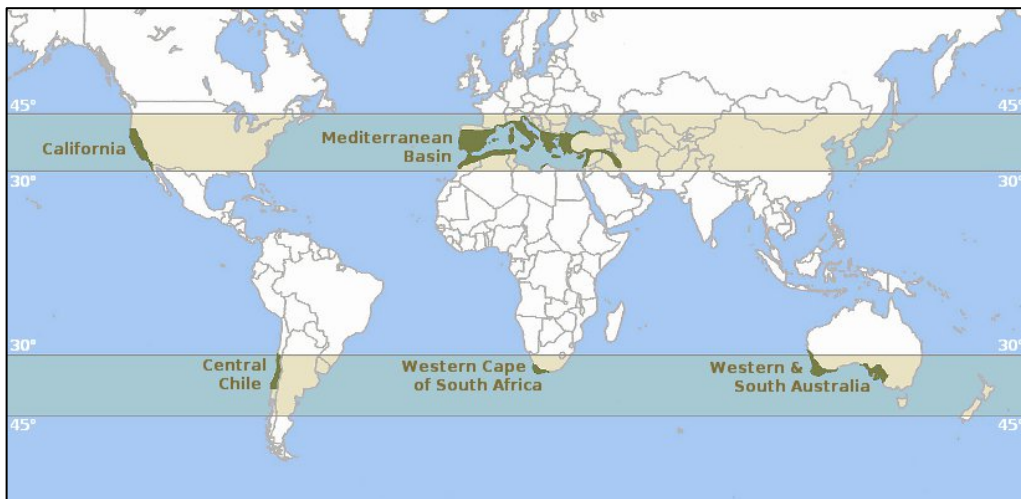 45°
45°
California
Mediterranean
Basin
30°
30°
30°
30°
Central
Chile
Western Cape
of South Africa
Western &
South Australia
45°
45°